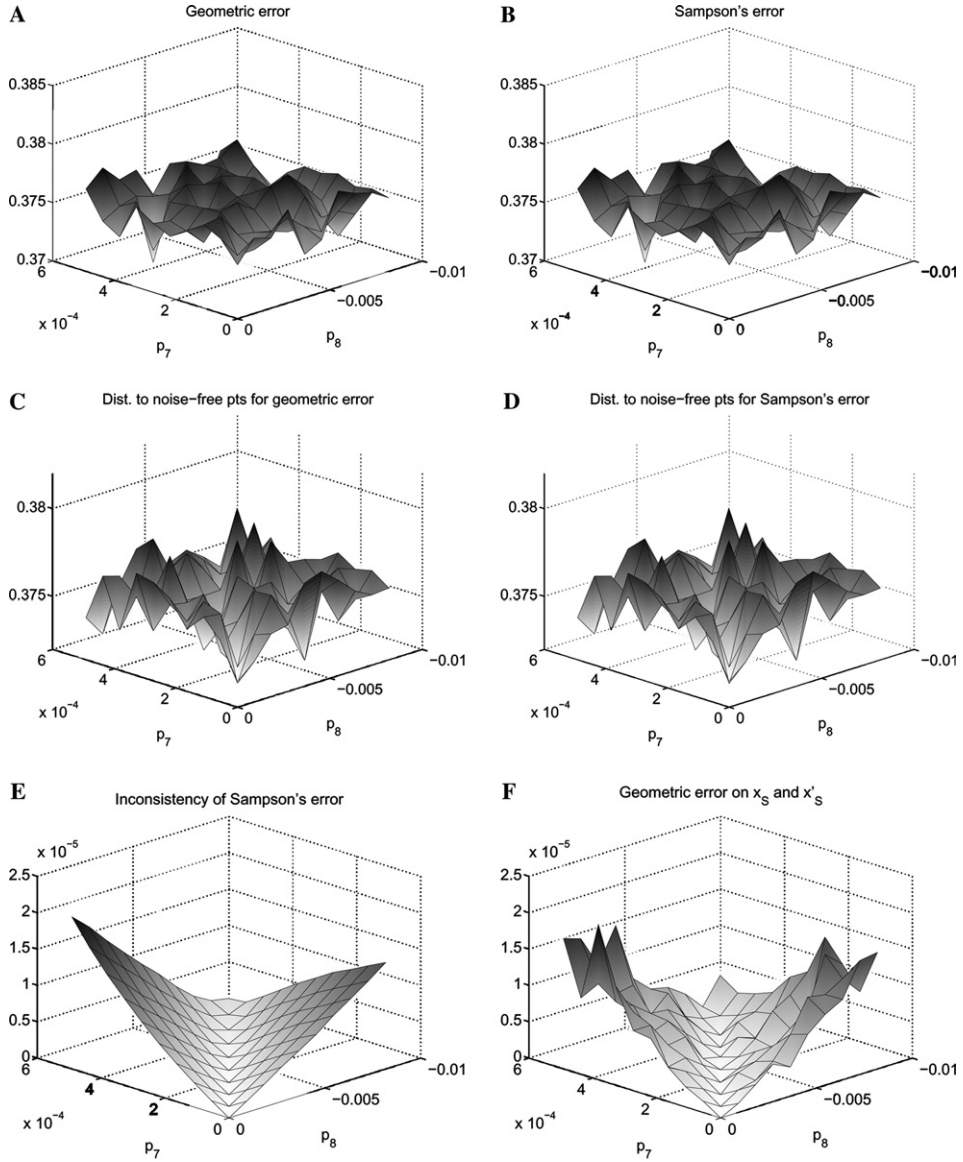 A
Geometric error
0.385
0.38
0.375
0.37
6
4
2
0
x 10⁻⁴
p₇
0
−0.005
−0.01
p₈
B
Sampson's error
0.385
0.38
0.375
0.37
6
4
2
0
x 10⁻⁴
p₇
0
−0.005
−0.01
p₈
C
Dist. to noise−free pts for geometric error
0.38
0.375
6
4
2
0
x 10⁻⁴
p₇
0
−0.005
−0.01
p₈
D
Dist. to noise−free pts for Sampson's error
0.38
0.375
6
4
2
0
x 10⁻⁴
p₇
0
−0.005
−0.01
p₈
E
Inconsistency of Sampson's error
x 10⁻⁵
2.5
2
1.5
1
0.5
0
6
4
2
0
x 10⁻⁴
p₇
0
−0.005
−0.01
p₈
F
Geometric error on x_S and x'_S
x 10⁻⁵
2.5
2
1.5
1
0.5
0
6
4
2
0
x 10⁻⁴
p₇
0
−0.005
−0.01
p₈